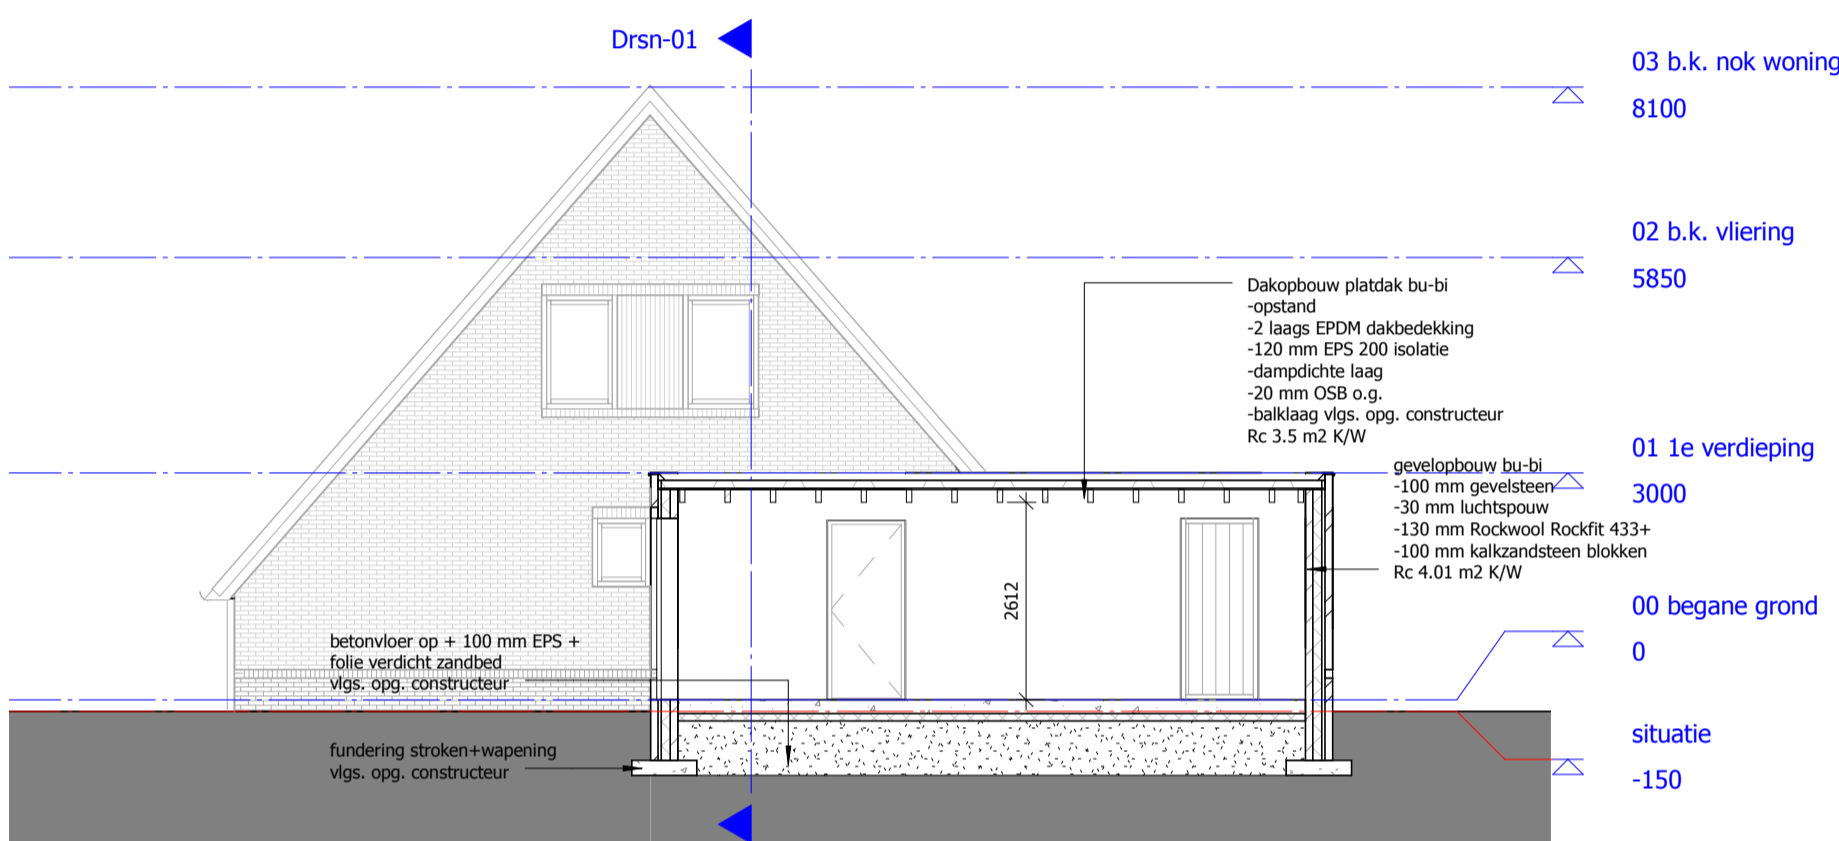 Drsn-01
03 b.k. nok woning
8100
02 b.k. vliering
5850
Dakopbouw platdak bu-bi
-opstand
-2 laags EPDM dakbedekking
-120 mm EPS 200 isolatie
-dampdichte laag
-20 mm OSB o.g.
-balklaag vlgs. opg. constructeur
Rc 3.5 m2 K/W
01 1e verdieping
3000
gevelopbouw bu-bi
-100 mm gevelsteen
-30 mm luchtspouw
-130 mm Rockwool Rockfit 433+
-100 mm kalkzandsteen blokken
Rc 4.01 m2 K/W
2612
00 begane grond
0
betonvloer op + 100 mm EPS +
folie verdicht zandbed
vlgs. opg. constructeur
fundering stroken+wapening
vlgs. opg. constructeur
situatie
-150